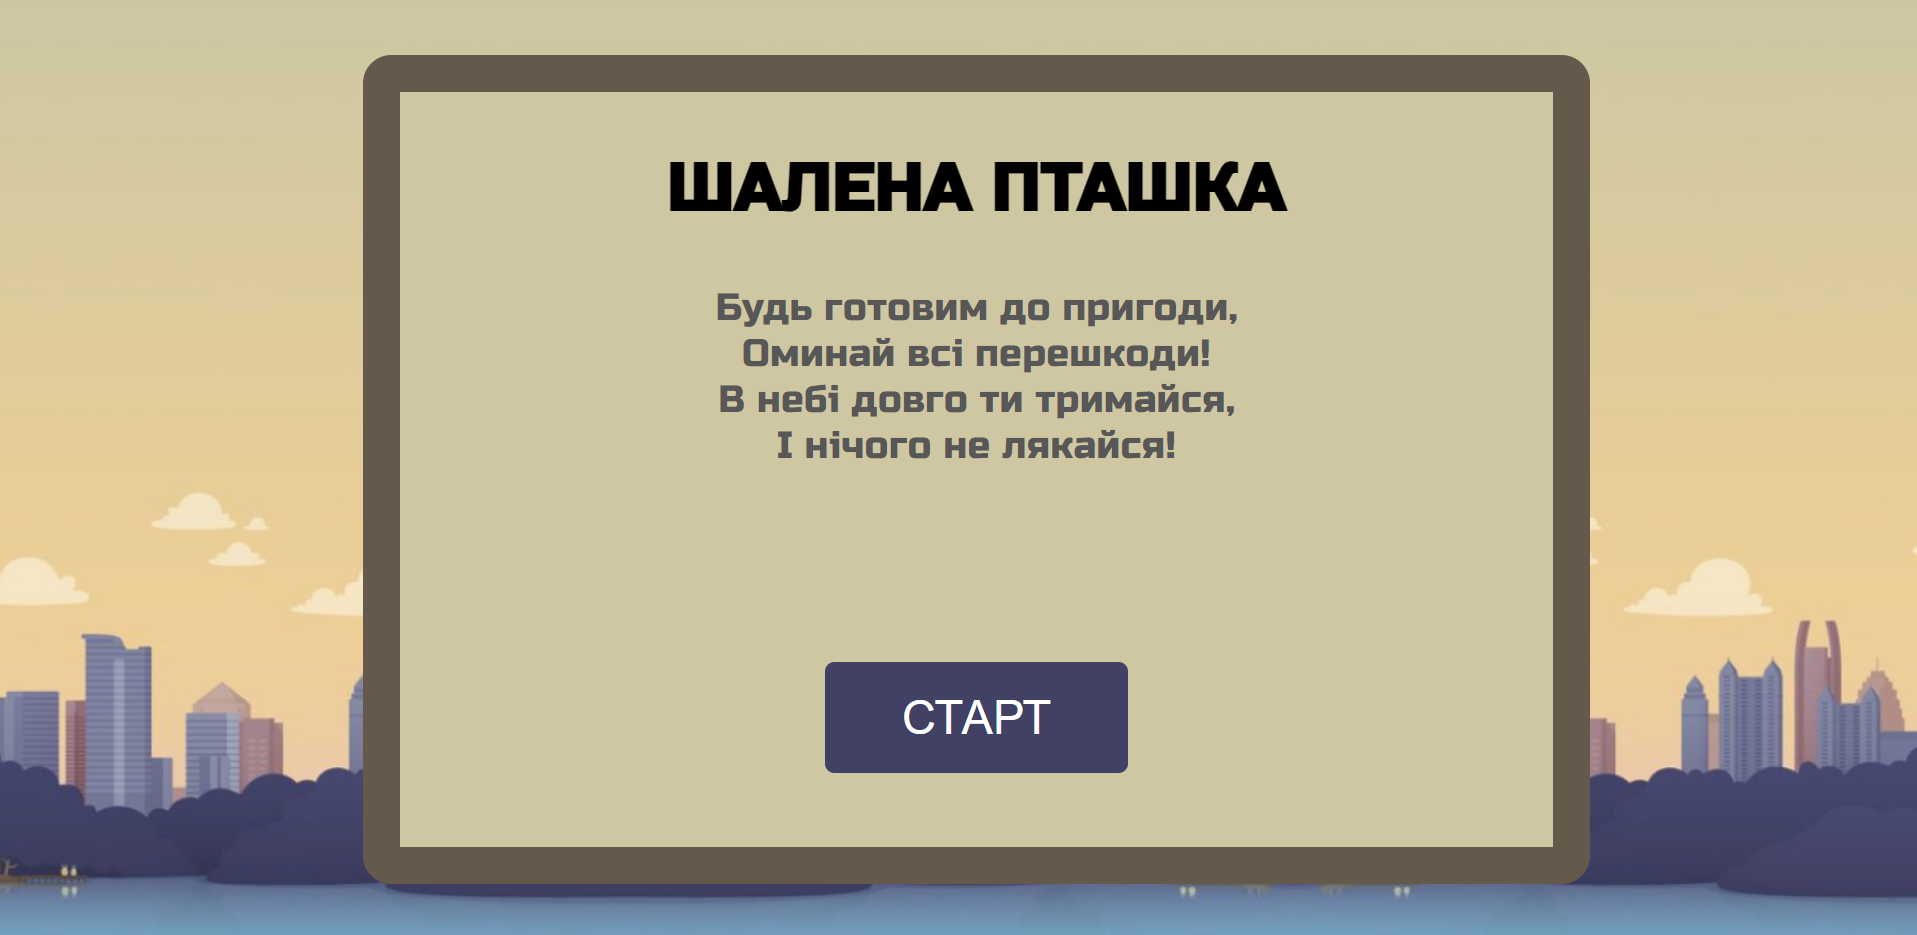 ШАЛЕНА ПТАШКА
Будь готовим до пригоди,
Оминай всі перешкоди!
В небі довго ти тримайся,
І нічого не лякайся!
СТАРТ